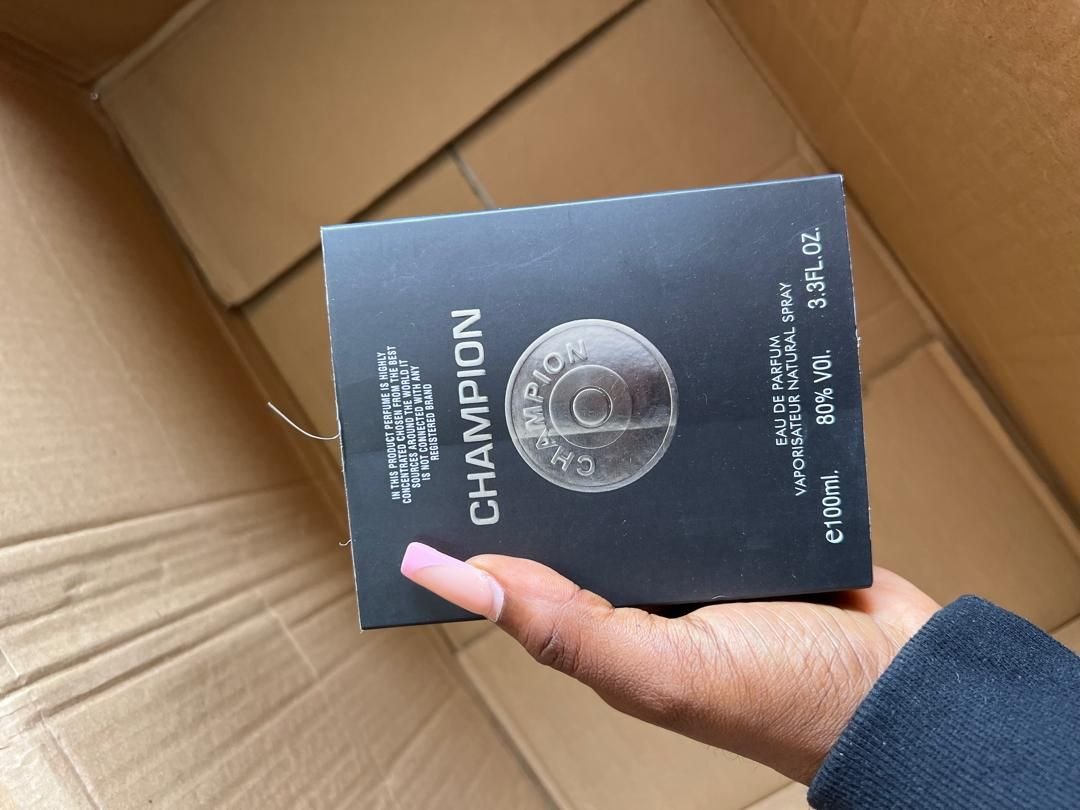 IN THIS PRODUCT PERFUME IS HIGHLY
CONCENTRATED CHOSEN FROM THE BEST
SOURCES AROUND THE WORLD IT
IS NOT CONNECTED WITH ANY
REGISTERED BRAND
CHAMPION
CHAMPION
EAU DE PARFUM
VAPORISATEUR NATURAL SPRAY
e100ml. 80% VOl. 3.3FL.OZ.